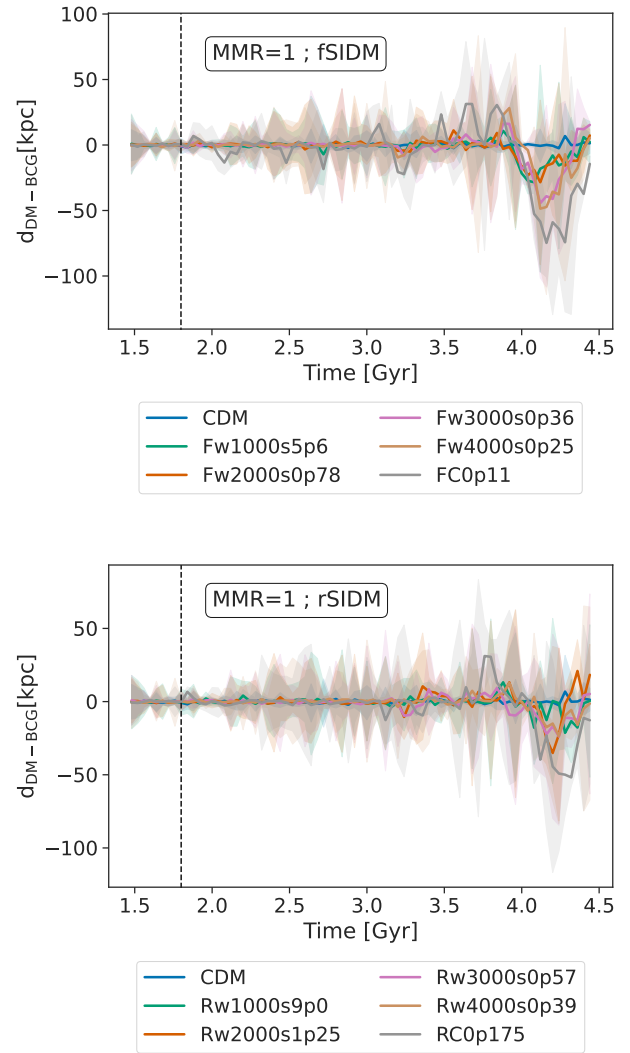 MMR=1 ; fSIDM
d_DM−BCG[kpc]
100
50
0
−50
−100
1.5 2.0 2.5 3.0 3.5 4.0 4.5
Time [Gyr]
CDM Fw3000s0p36
Fw1000s5p6 Fw4000s0p25
Fw2000s0p78 FC0p11
MMR=1 ; rSIDM
d_DM−BCG[kpc]
50
0
−50
−100
1.5 2.0 2.5 3.0 3.5 4.0 4.5
Time [Gyr]
CDM Rw3000s0p57
Rw1000s9p0 Rw4000s0p39
Rw2000s1p25 RC0p175